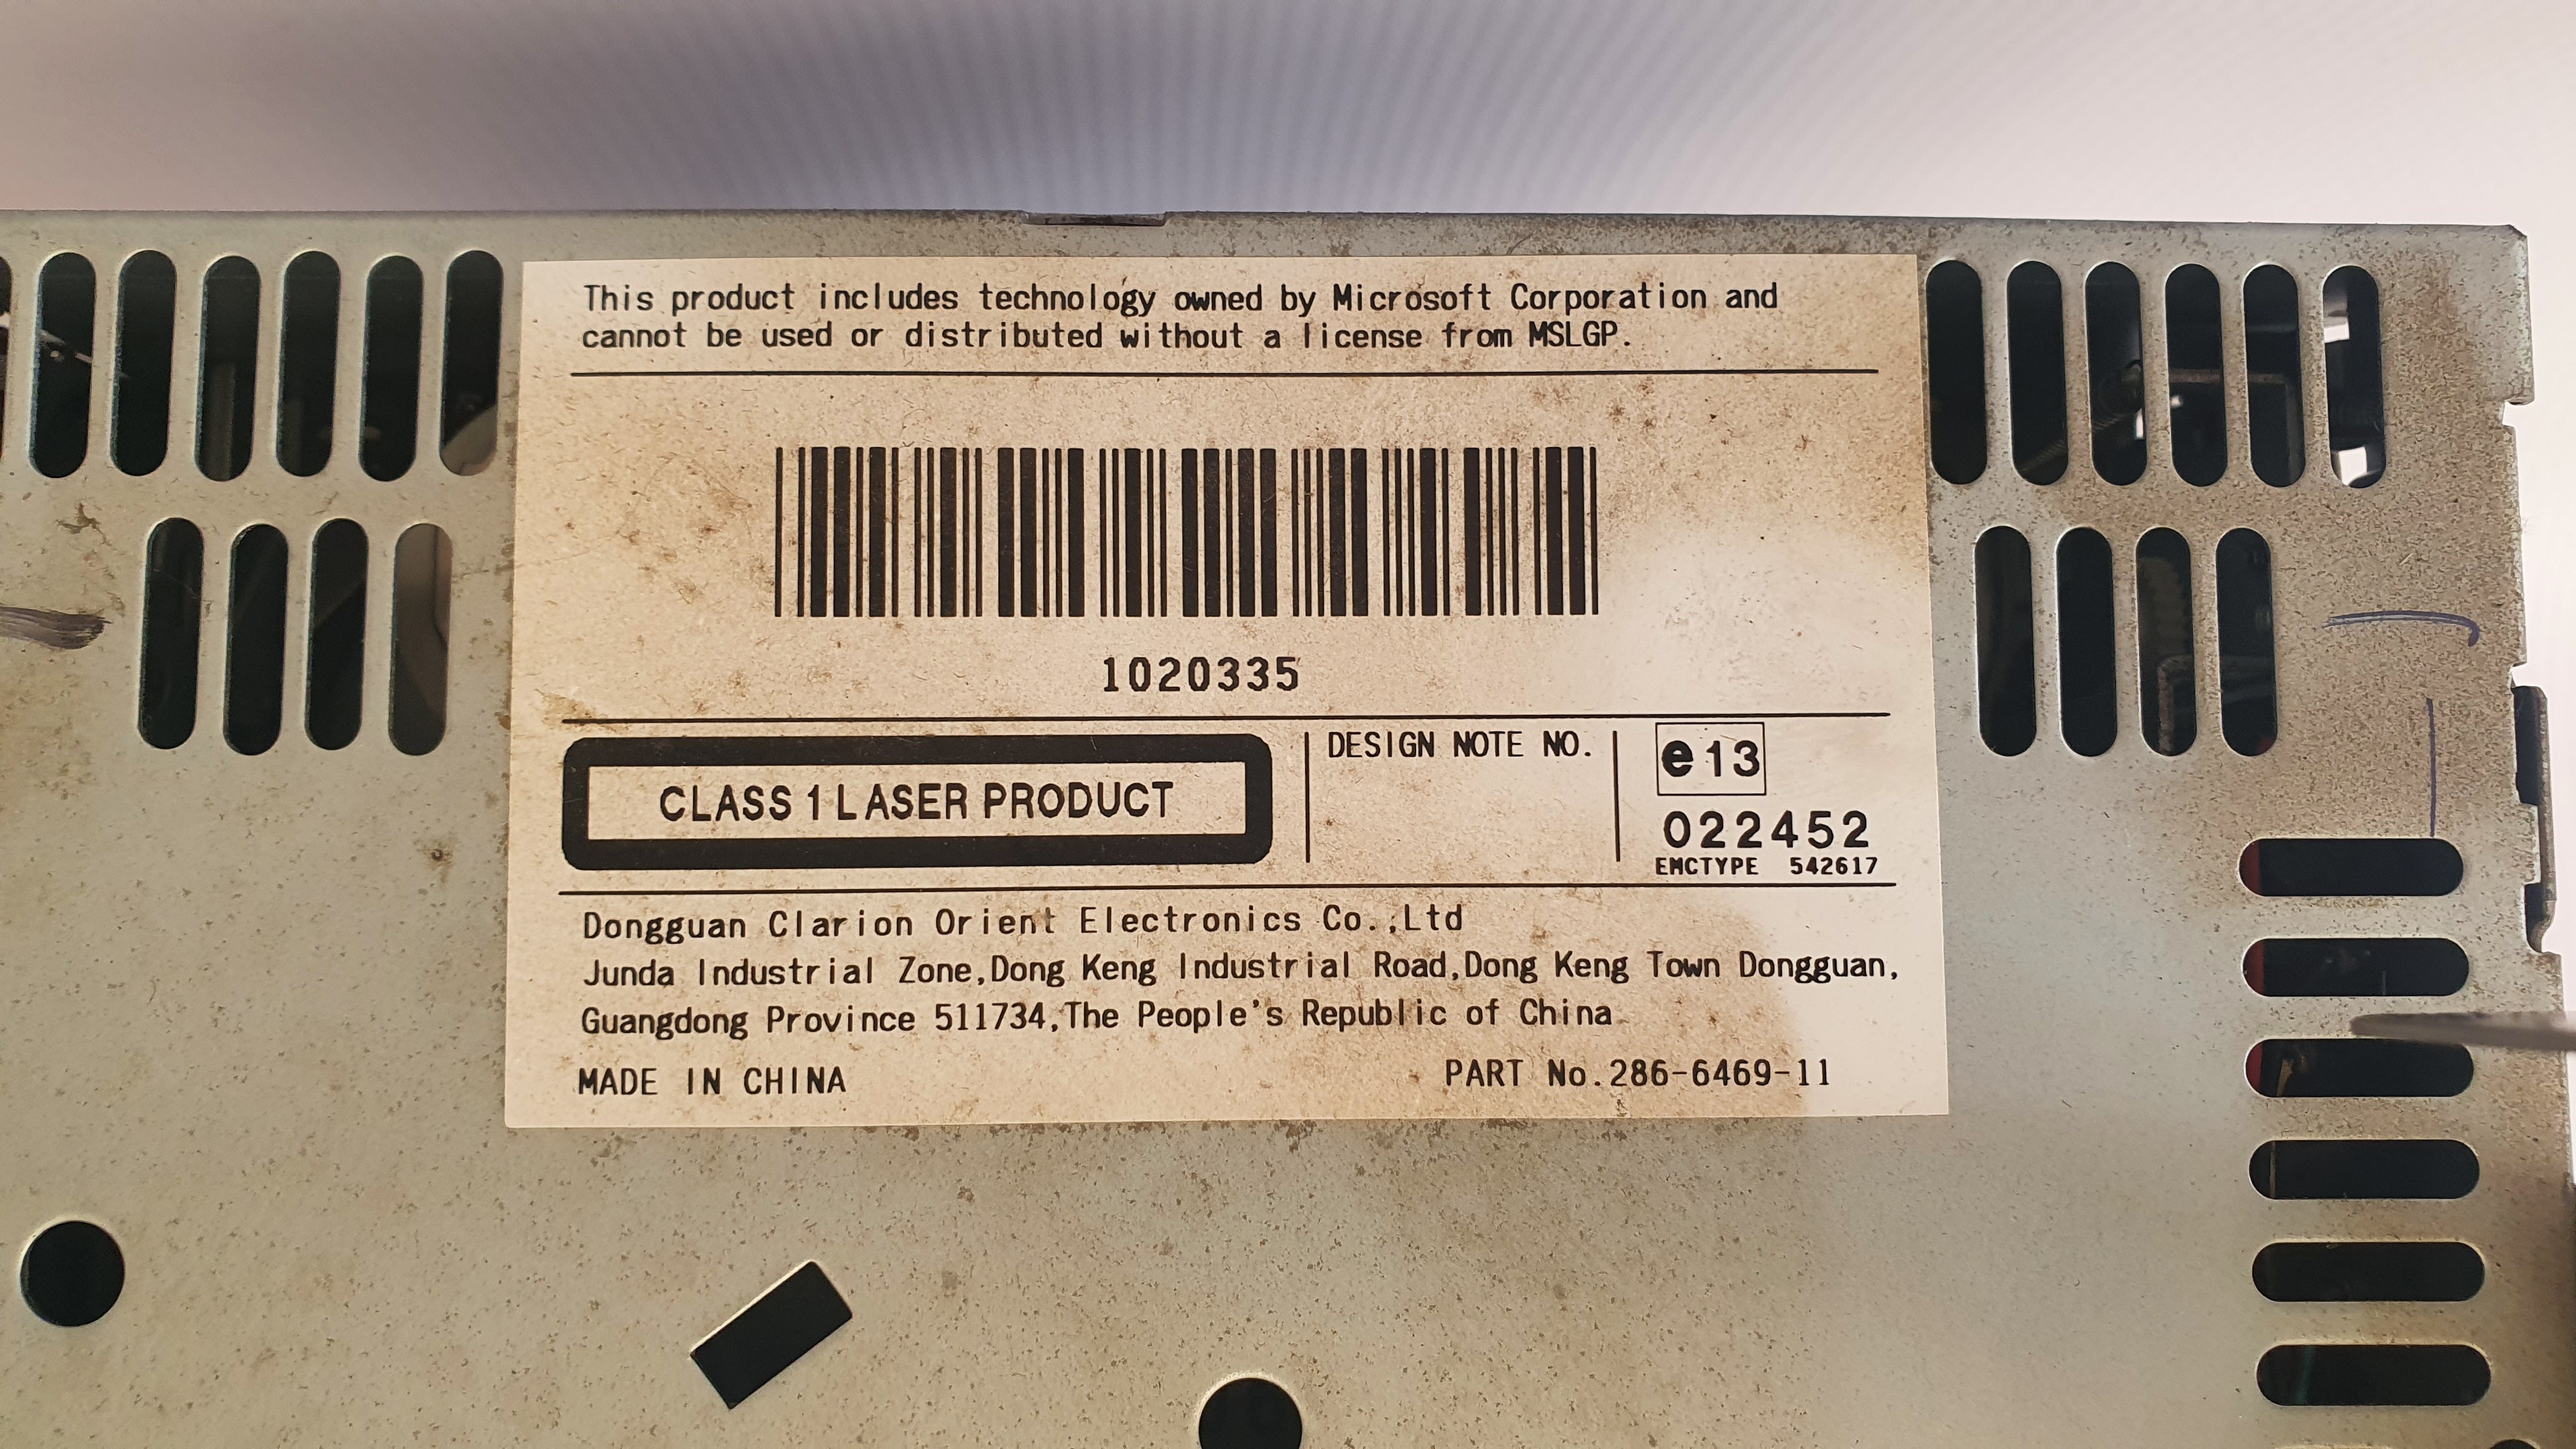 This product includes technology owned by Microsoft Corporation and
cannot be used or distributed without a license from MSLGP.
1020335
CLASS 1 LASER PRODUCT
DESIGN NOTE NO.
e13
022452
EMCTYPE 542617
Dongguan Clarion Orient Electronics Co.,Ltd
Junda Industrial Zone,Dong Keng Industrial Road,Dong Keng Town Dongguan,
Guangdong Province 511734,The People's Republic of China
MADE IN CHINA
PART No.286-6469-11